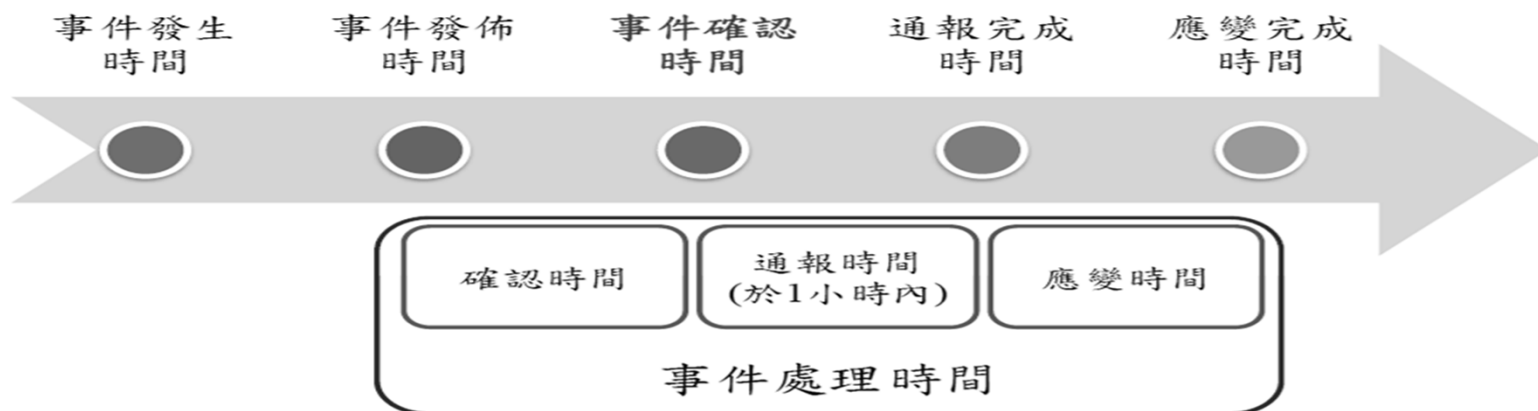 事件發生
時間
事件發佈
時間
事件確認
時間
通報完成
時間
應變完成
時間
確認時間
通報時間
(於1小時內)
應變時間
事件處理時間